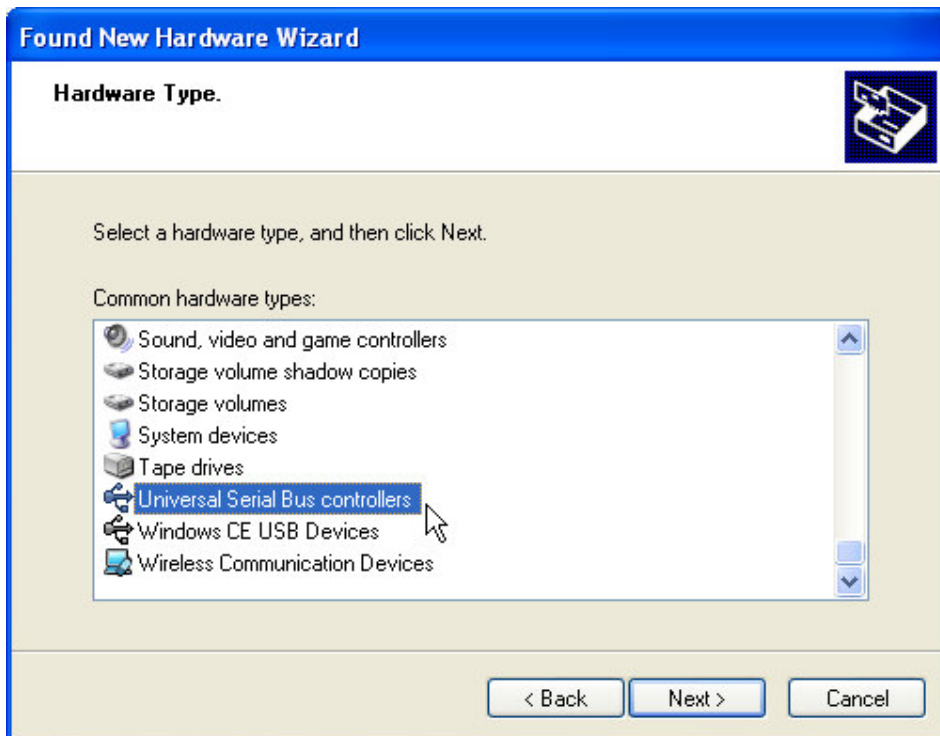 Found New Hardware Wizard
Hardware Type.
Select a hardware type, and then click Next.
Common hardware types:
Sound, video and game controllers
Storage volume shadow copies
Storage volumes
System devices
Tape drives
Universal Serial Bus controllers
Windows CE USB Devices
Wireless Communication Devices
< Back Next > Cancel